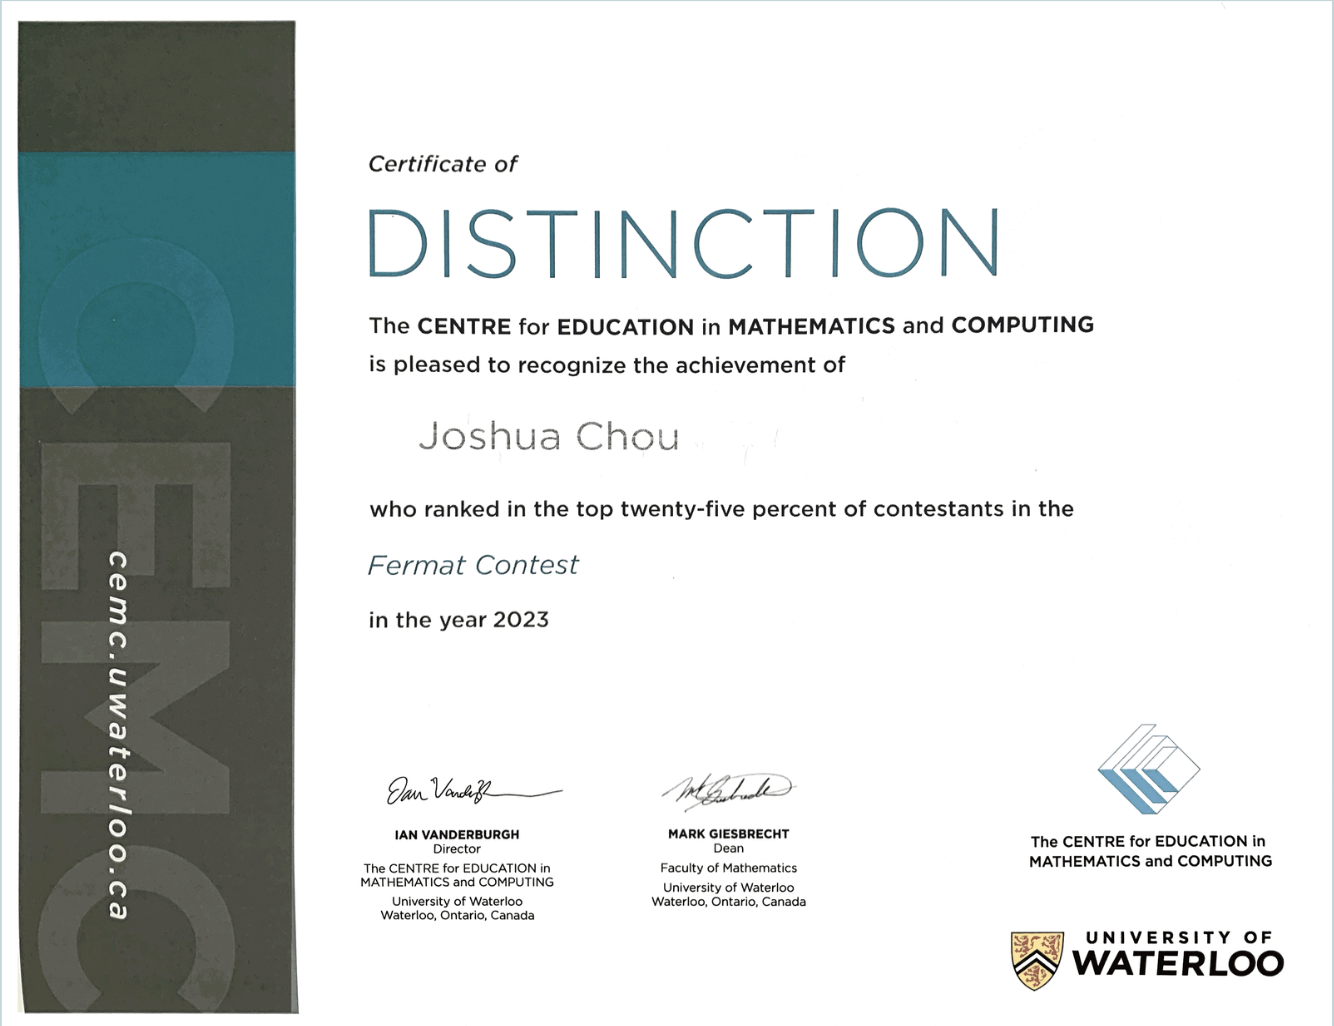 Certificate of
DISTINCTION
The CENTRE for EDUCATION in MATHEMATICS and COMPUTING
is pleased to recognize the achievement of
Joshua Chou
who ranked in the top twenty-five percent of contestants in the
Fermat Contest
in the year 2023
CEMC
cemc.uwaterloo.ca
Ian Vanderburgh
IAN VANDERBURGH
Director
The CENTRE for EDUCATION in
MATHEMATICS and COMPUTING
University of Waterloo
Waterloo, Ontario, Canada
MARK GIESBRECHT
Dean
Faculty of Mathematics
University of Waterloo
Waterloo, Ontario, Canada
The CENTRE for EDUCATION in
MATHEMATICS and COMPUTING
UNIVERSITY OF
WATERLOO